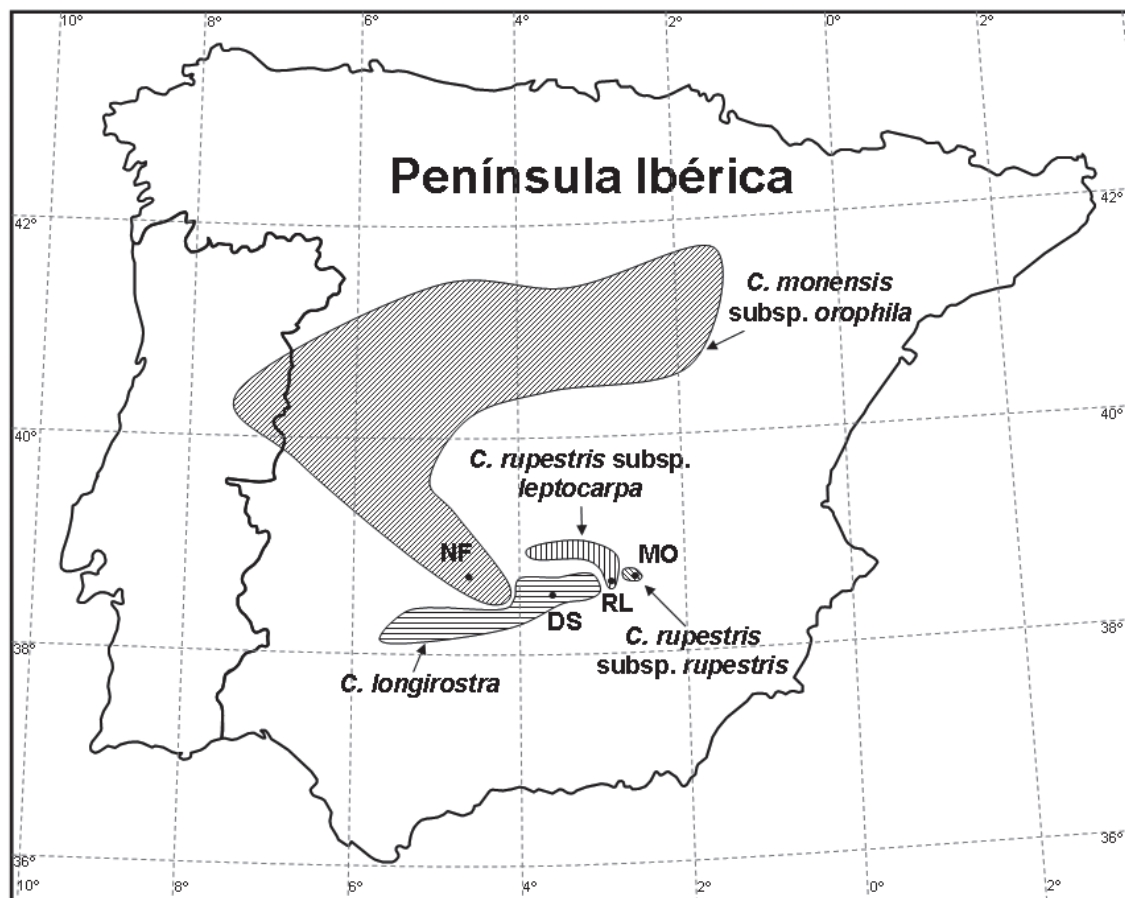 10° 8° 6° 4° 2° 0° 2°
Península Ibérica
42°
42°
C. monensis
subsp. orophila
40°
40°
C. rupestris subsp.
leptocarpa
NF
MO
RL
DS
38°
38°
C. rupestris
subsp. rupestris
C. longirostra
36°
36°
10° 8° 6° 4° 2° 0° 2°